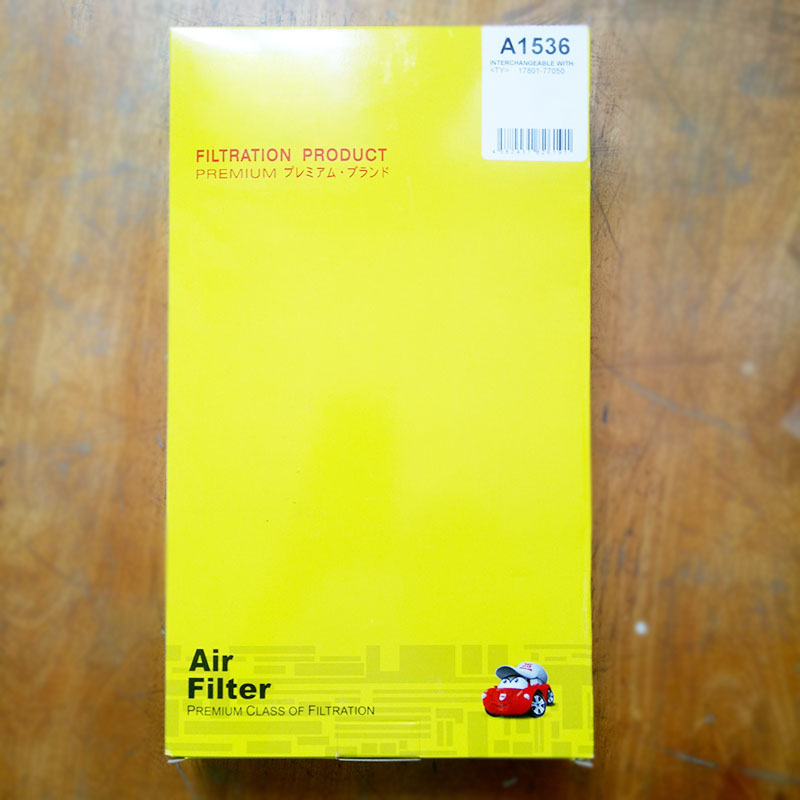 A1536
INTERCHANGEABLE WITH:
<TY> 17801-77050
FILTRATION PRODUCT
PREMIUM プレミアム・ブランド
Air
Filter
PREMIUM CLASS OF FILTRATION